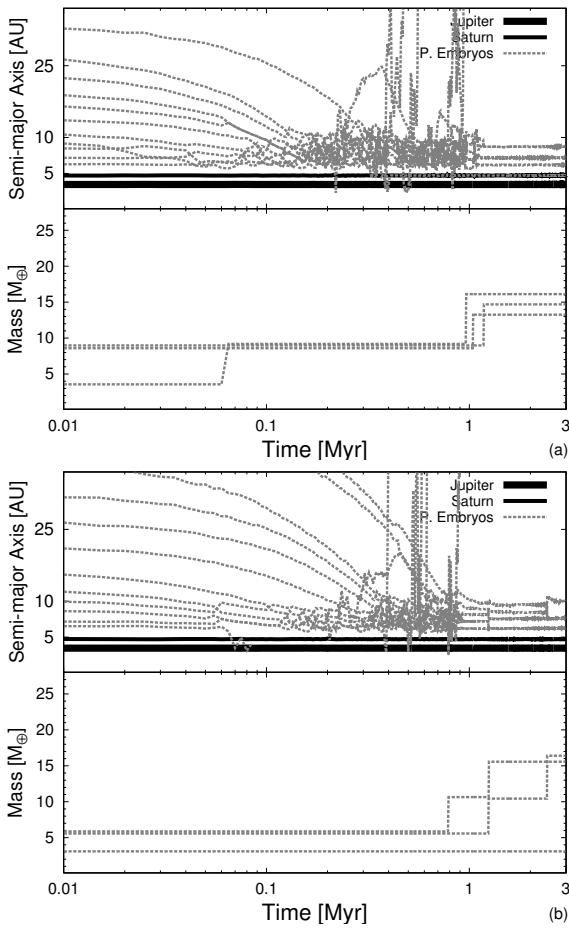 Semi-major Axis [AU]
25
10
5
Jupiter
Saturn
P. Embryos
Mass [M⊕]
25
20
15
10
5
0.01 0.1 1 3
Time [Myr]
(a)
Semi-major Axis [AU]
25
10
5
Jupiter
Saturn
P. Embryos
Mass [M⊕]
25
20
15
10
5
0.01 0.1 1 3
Time [Myr]
(b)